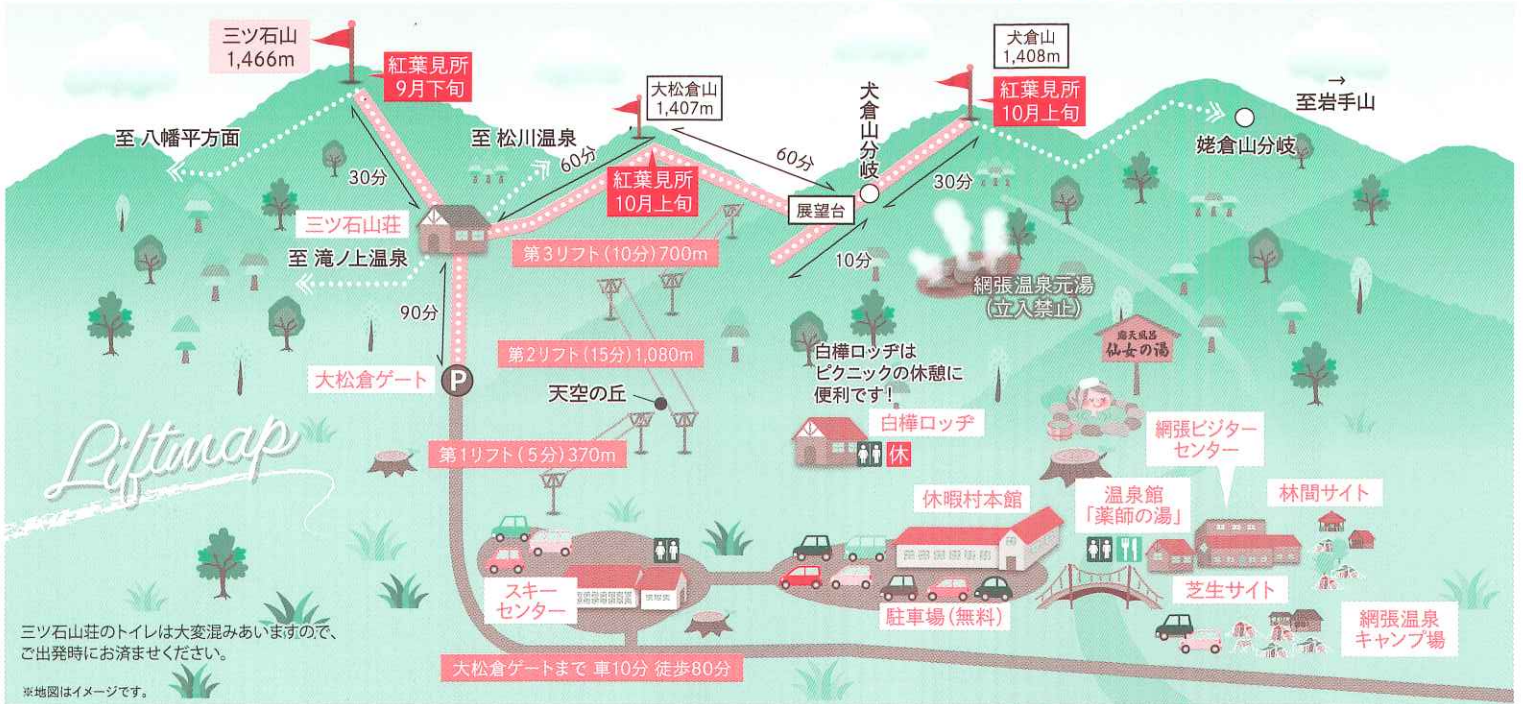 三ツ石山
1,466m
紅葉見所
9月下旬
大松倉山
1,407m
犬倉山
1,408m
紅葉見所
10月上旬
→
至岩手山
犬倉山分岐
姥倉山分岐
至 八幡平方面
至 松川温泉
60分
60分
30分
30分
紅葉見所
10月上旬
展望台
三ツ石山荘
至 滝ノ上温泉
第3リフト(10分)700m
10分
網張温泉元湯
(立入禁止)
90分
第2リフト(15分)1,080m
白樺ロッヂは
ピクニックの休憩に
便利です!
露天風呂
仙女の湯
大松倉ゲート
P
天空の丘
白樺ロッヂ
休
網張ビジター
センター
Liftmap
第1リフト(5分)370m
休暇村本館
温泉館
「薬師の湯」
林間サイト
スキー
センター
駐車場(無料)
芝生サイト
網張温泉
キャンプ場
三ツ石山荘のトイレは大変混みあいますので、
ご出発時にお済ませください。
大松倉ゲートまで 車10分 徒歩80分
※地図はイメージです。